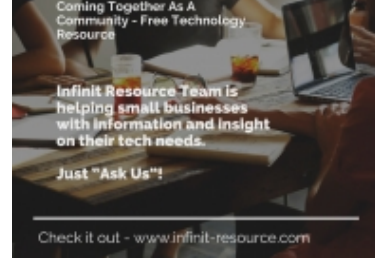 Coming Together As A
Community - Free Technology
Resource
Infinit Resource Team is
helping small businesses
with information and insight
on their tech needs.
Just "Ask Us"!
Check it out - www.infinit-resource.com